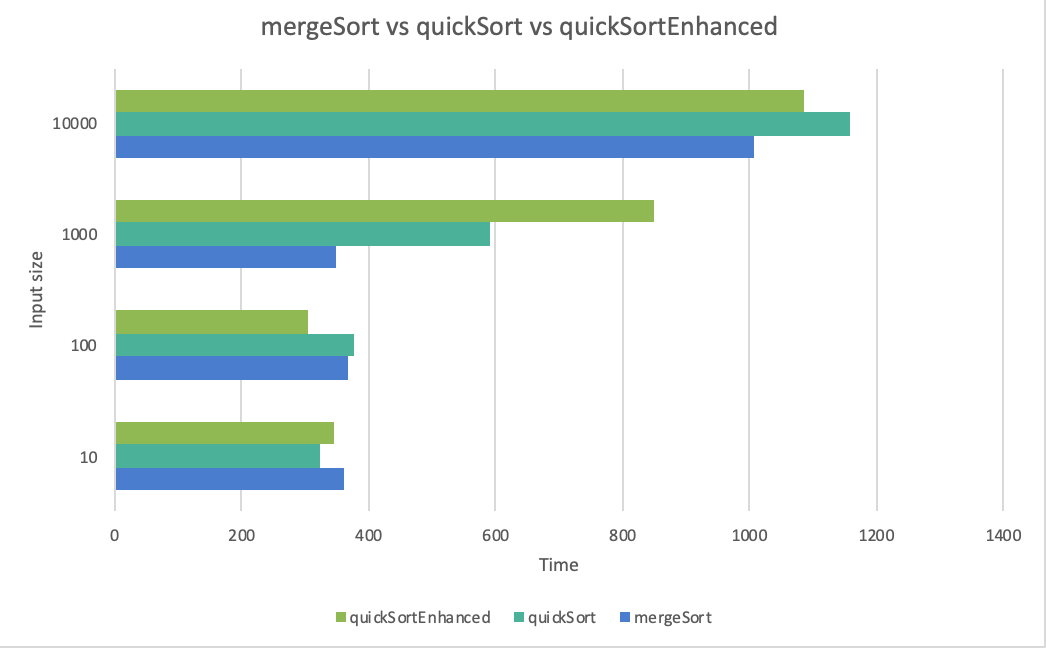 mergeSort vs quickSort vs quickSortEnhanced
10000
1000
100
10
Input size
0 200 400 600 800 1000 1200 1400
Time
quickSortEnhanced quickSort mergeSort